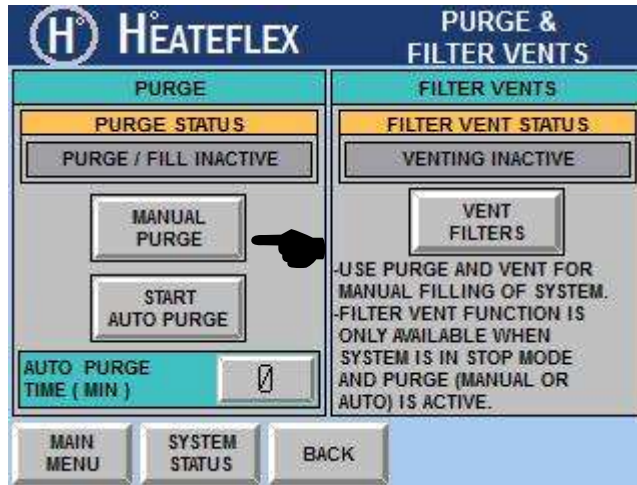 H HEATEFLEX
PURGE &
FILTER VENTS
PURGE
PURGE STATUS
PURGE / FILL INACTIVE
MANUAL
PURGE
START
AUTO PURGE
AUTO PURGE
TIME ( MIN )
0
FILTER VENTS
FILTER VENT STATUS
VENTING INACTIVE
VENT
FILTERS
-USE PURGE AND VENT FOR
MANUAL FILLING OF SYSTEM.
-FILTER VENT FUNCTION IS
ONLY AVAILABLE WHEN
SYSTEM IS IN STOP MODE
AND PURGE (MANUAL OR
AUTO) IS ACTIVE.
MAIN
MENU
SYSTEM
STATUS
BACK